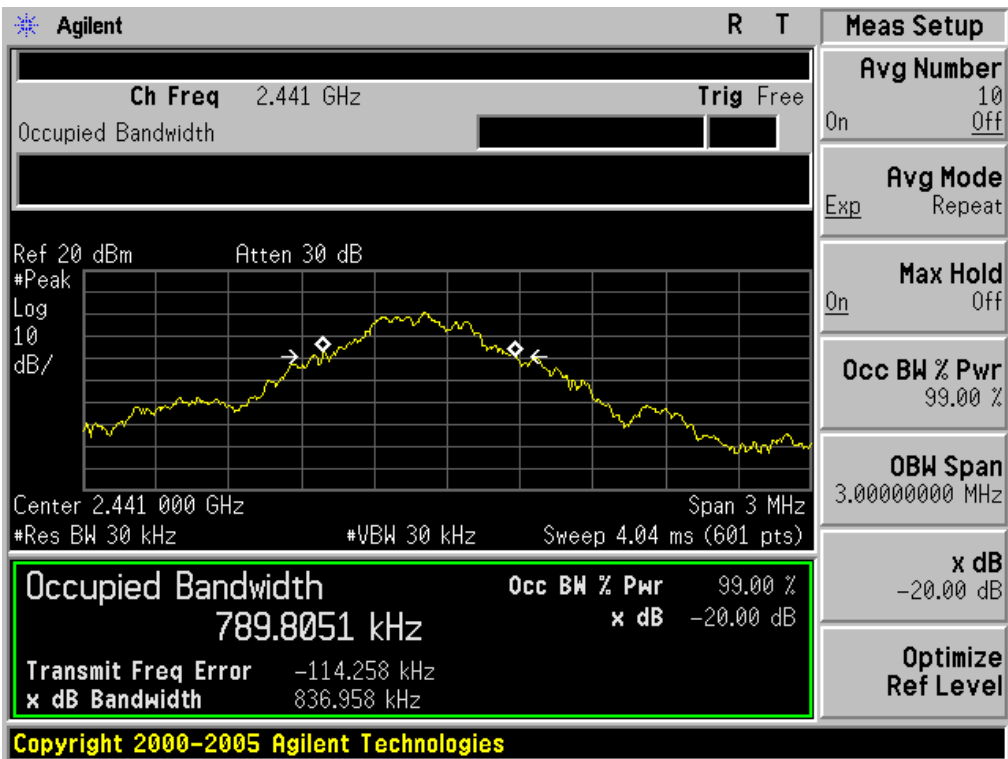 Agilent R T
Ch Freq 2.441 GHz Trig Free
Occupied Bandwidth
Ref 20 dBm Atten 30 dB
#Peak
Log
10
dB/
Center 2.441 000 GHz Span 3 MHz
#Res BW 30 kHz #VBW 30 kHz Sweep 4.04 ms (601 pts)
Occupied Bandwidth Occ BW % Pwr 99.00 %
789.8051 kHz x dB -20.00 dB
Transmit Freq Error -114.258 kHz
x dB Bandwidth 836.958 kHz
Copyright 2000-2005 Agilent Technologies
Meas Setup
Avg Number
10
On Off
Avg Mode
Exp Repeat
Max Hold
On Off
Occ BW % Pwr
99.00 %
OBW Span
3.00000000 MHz
x dB
-20.00 dB
Optimize
Ref Level